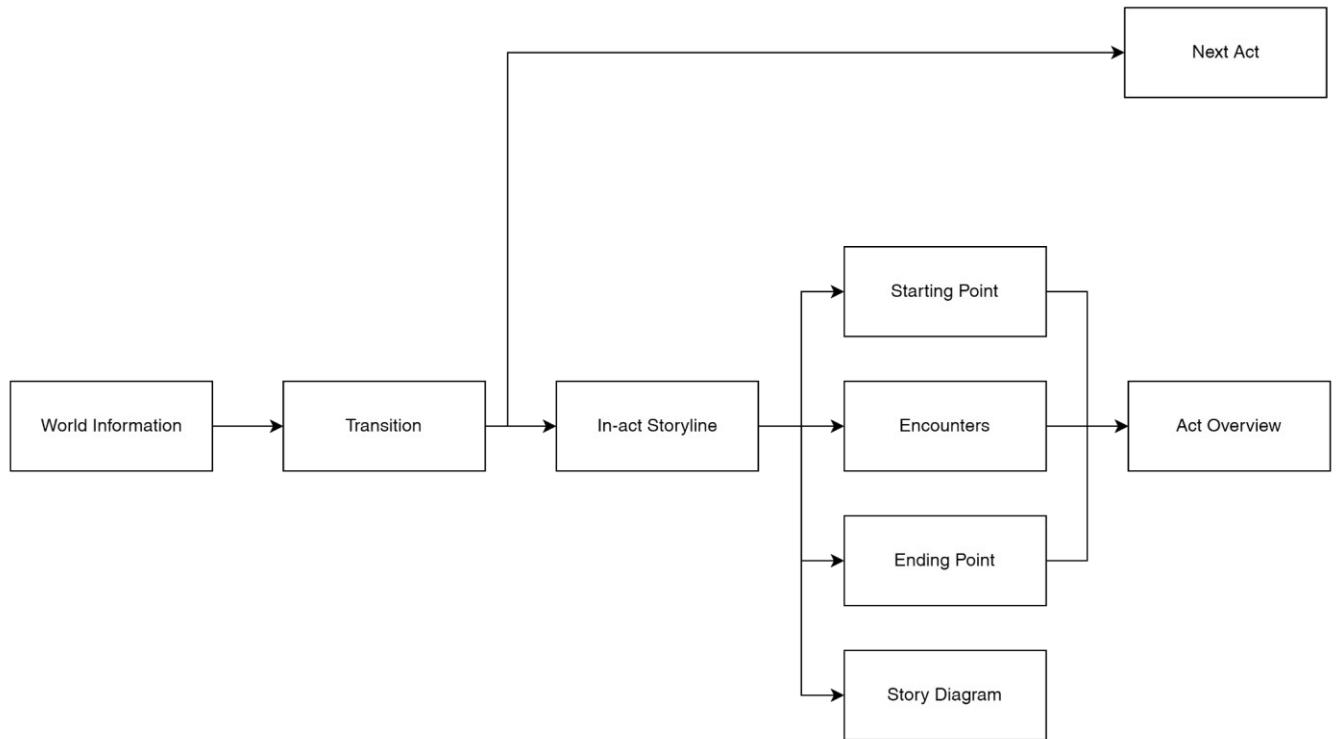 Next Act
Starting Point
World Information
Transition
In-act Storyline
Encounters
Act Overview
Ending Point
Story Diagram